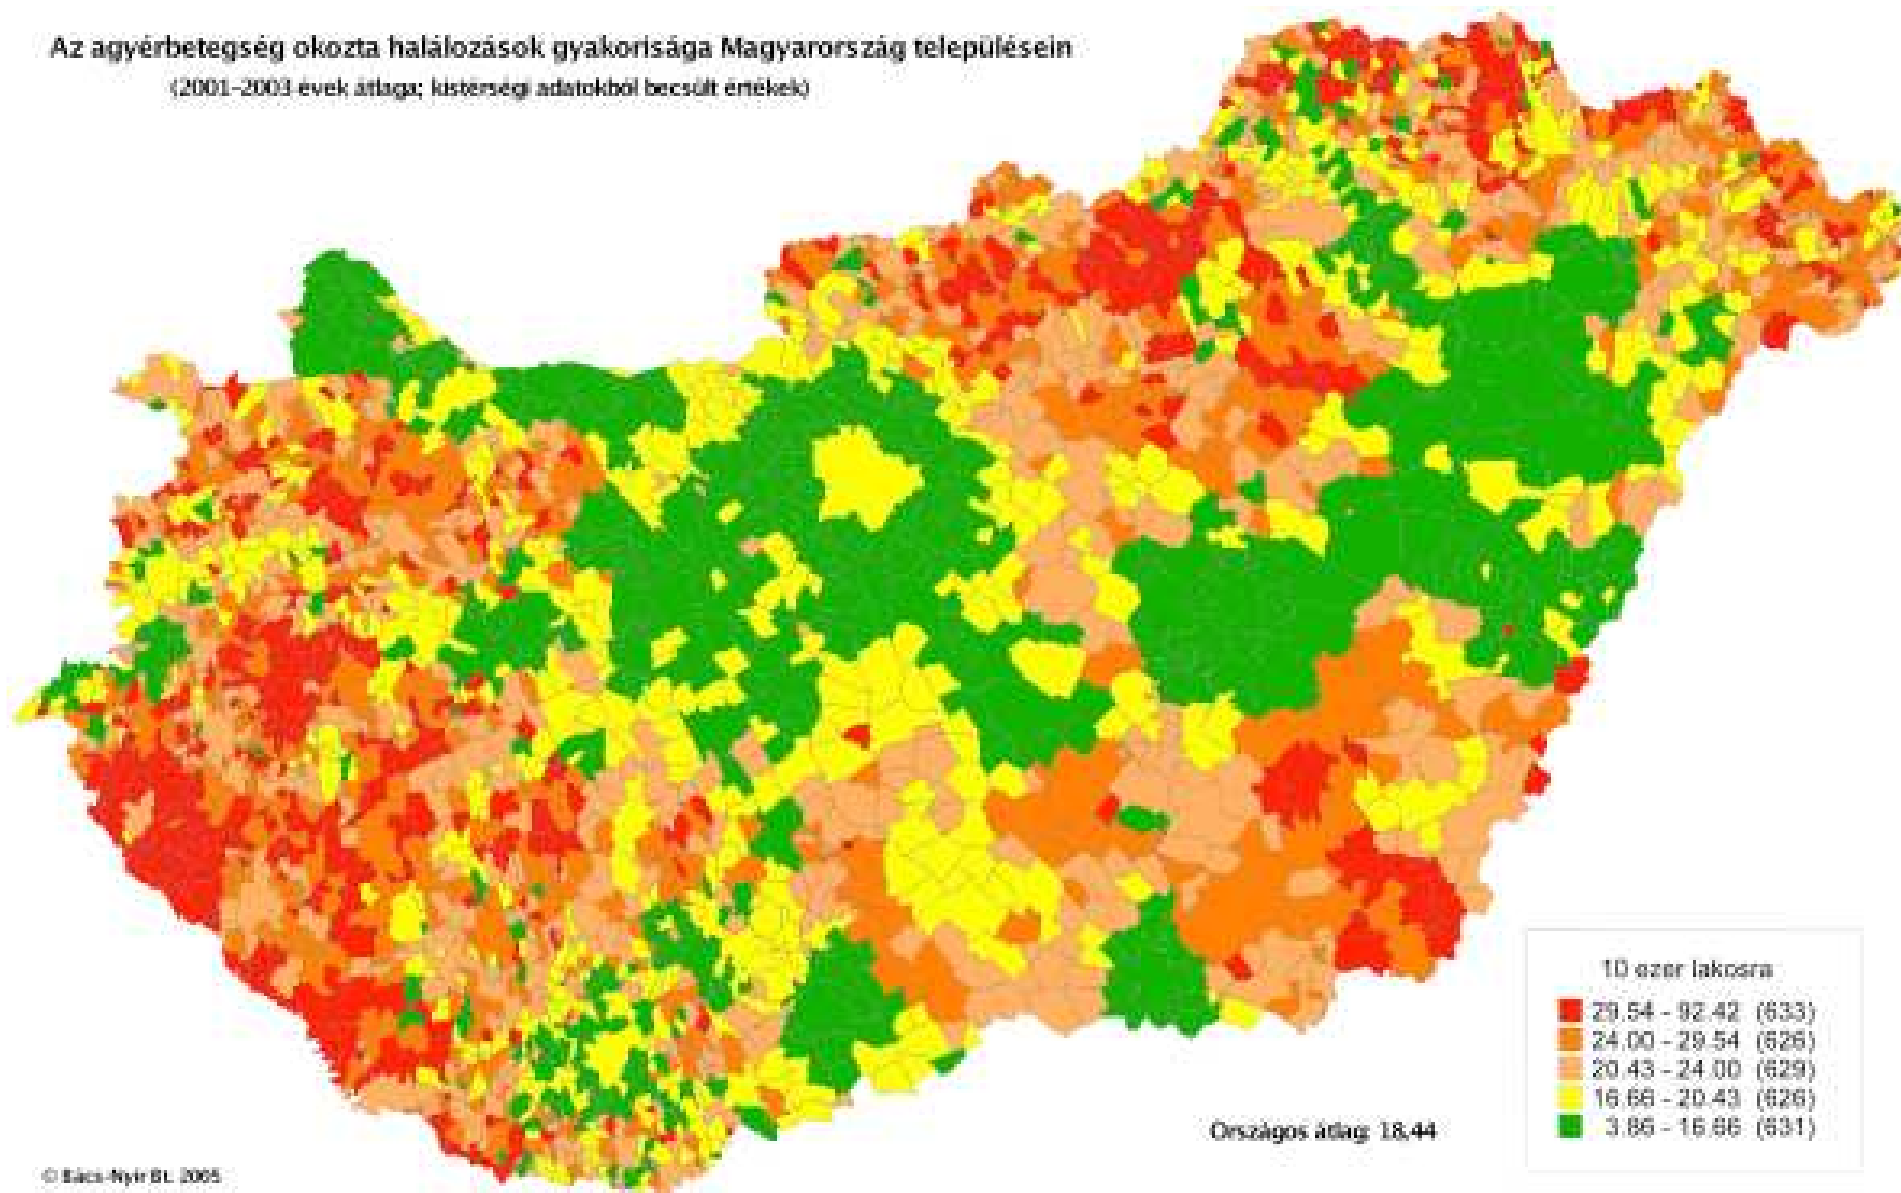 Az agyérbetegség okozta halálozások gyakorisága Magyarország településein
(2001-2003 évek átlaga; kistérségi adatokból becsült értékek)
10 ezer lakosra
29.54 - 92.42 (633)
24.00 - 29.54 (626)
20.43 - 24.00 (629)
16.66 - 20.43 (626)
3.86 - 16.66 (631)
Országos átlag: 18.44
© Bács-Nyír Bt. 2005